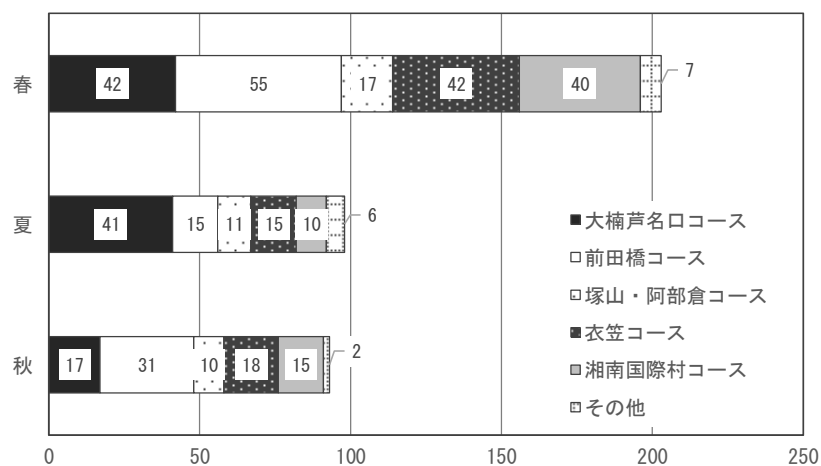 春
42 55 17 42 40 7
夏
41 15 11 15 10 6
秋
17 31 10 18 15 2
大楠芦名口コース
前田橋コース
塚山・阿部倉コース
衣笠コース
湘南国際村コース
その他
0 50 100 150 200 250